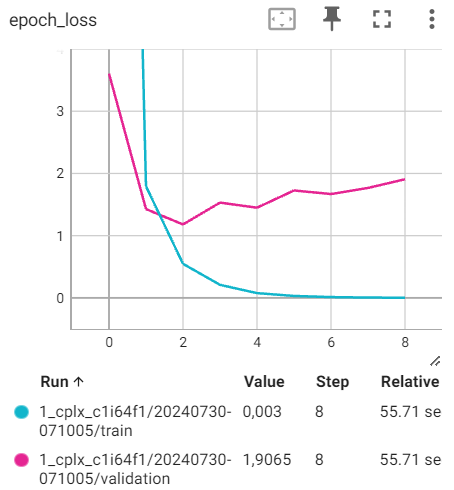 epoch_loss
4
3
2
1
0
0 2 4 6 8
Run ↑ Value Step Relative
1_cplx_c1i64f1/20240730- 0,003 8 55.71 se
071005/train
1_cplx_c1i64f1/20240730- 1,9065 8 55.71 se
071005/validation